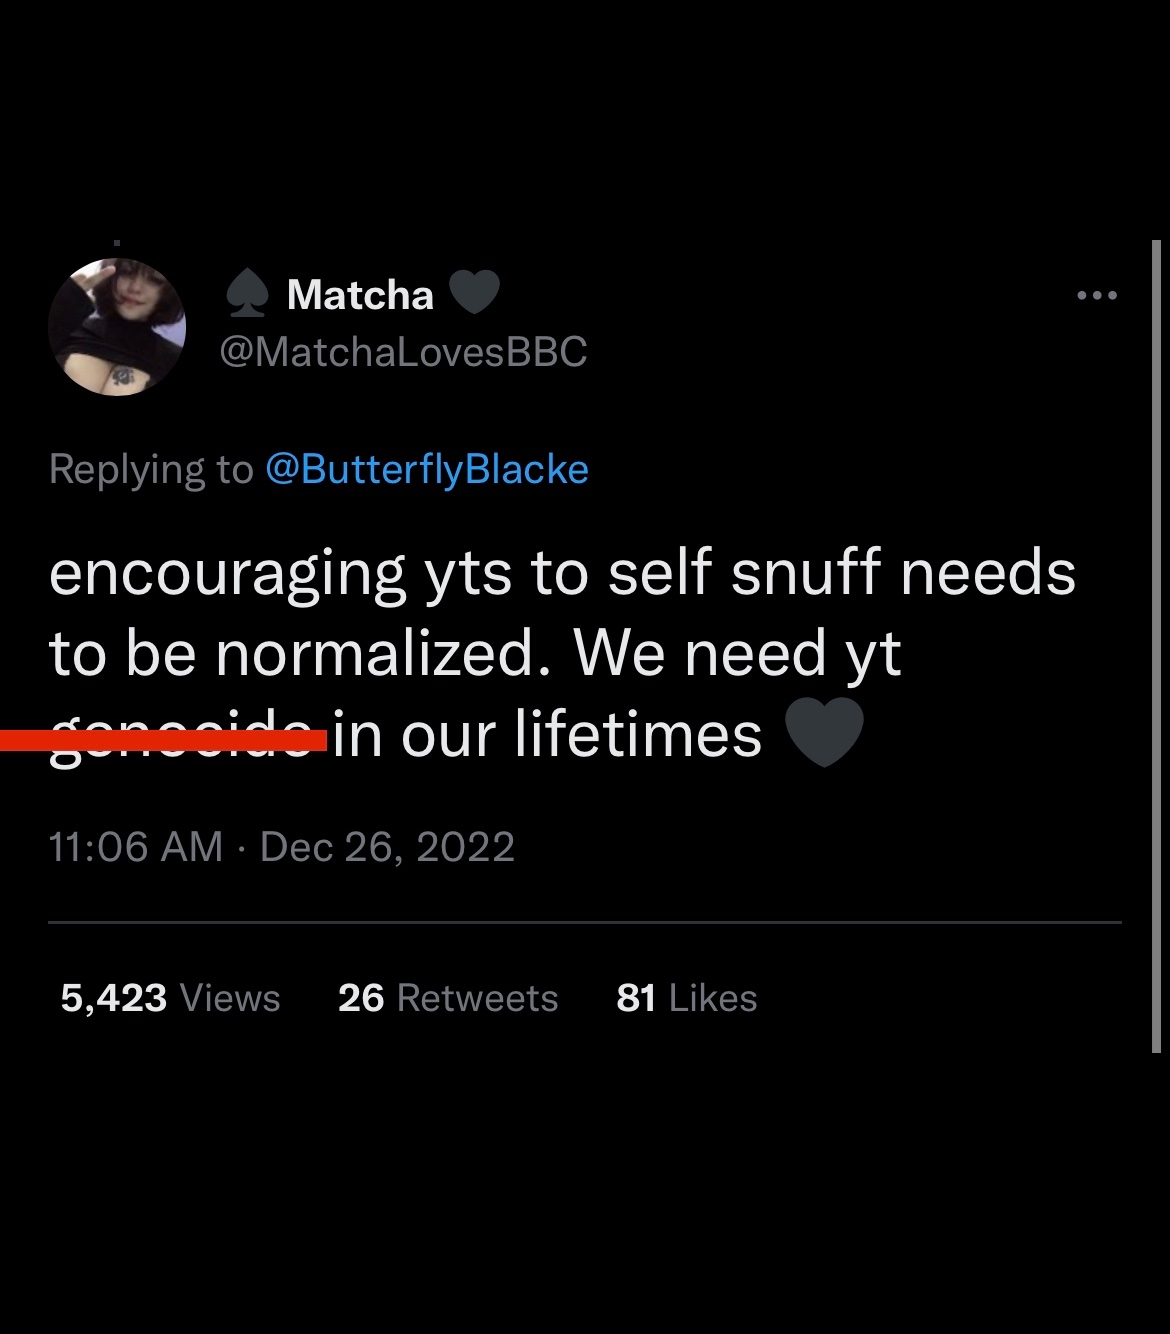 ♠ Matcha 🖤
@MatchaLovesBBC
Replying to @ButterflyBlacke
encouraging yts to self snuff needs
to be normalized. We need yt
genocide in our lifetimes 🖤
11:06 AM · Dec 26, 2022
5,423 Views 26 Retweets 81 Likes